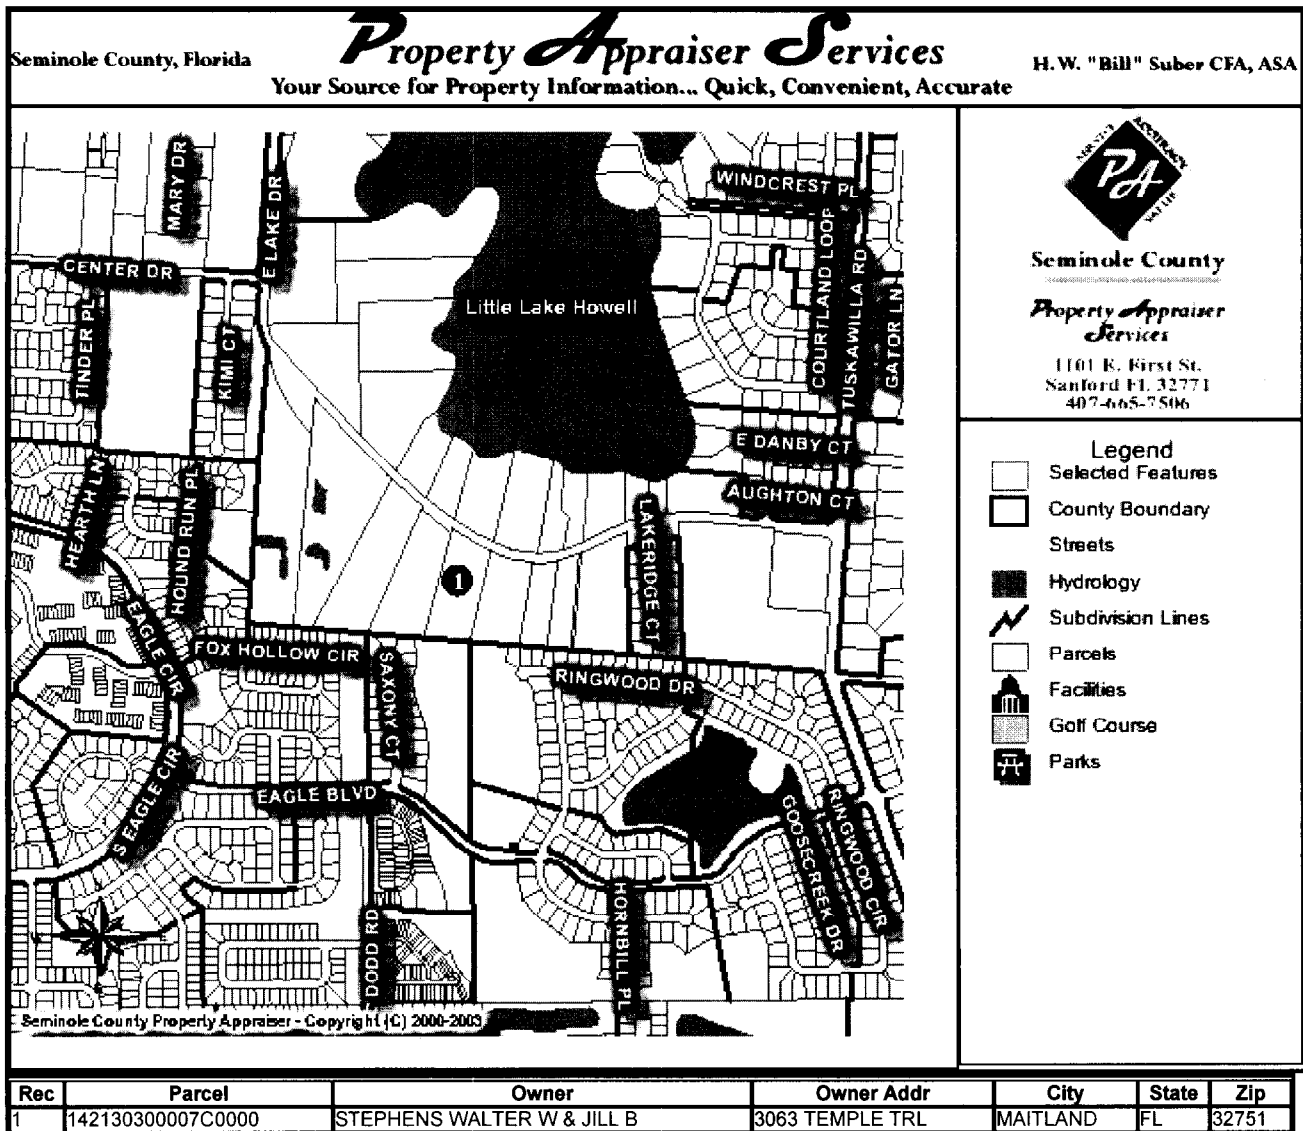 Seminole County, Florida
Property Appraiser Services
H.W. "Bill" Suber CFA, ASA
Your Source for Property Information... Quick, Convenient, Accurate
MARY DR
E LAKE DR
WINDCREST PL
CENTER DR
TINDER PL
KIMI CT
Little Lake Howell
COURTLAND LOOP
TUSKAWILLA RD
GATOR LN
E DANBY CT
AUGHTON CT
HEARTH LN
HOUND RUN PL
LAKERIDGE CT
1
EAGLE CIR
FOX HOLLOW CIR
SAXONY CT
RINGWOOD DR
S EAGLE CIR
EAGLE BLVD
GOOSECREEK DR
RINGWOOD CIR
DODD RD
HORNBILL PL
Seminole County Property Appraiser - Copyright (C) 2000-2003
SERVICE
ACCURACY
PA
VALUE
Seminole County
Property Appraiser
Services
1101 E. First St.
Sanford FL 32771
407-665-7506
Legend
Selected Features
County Boundary
Streets
Hydrology
Subdivision Lines
Parcels
Facilities
Golf Course
Parks
Rec Parcel Owner Owner Addr City State Zip
1 142130300007C0000 STEPHENS WALTER W & JILL B 3063 TEMPLE TRL MAITLAND FL 32751